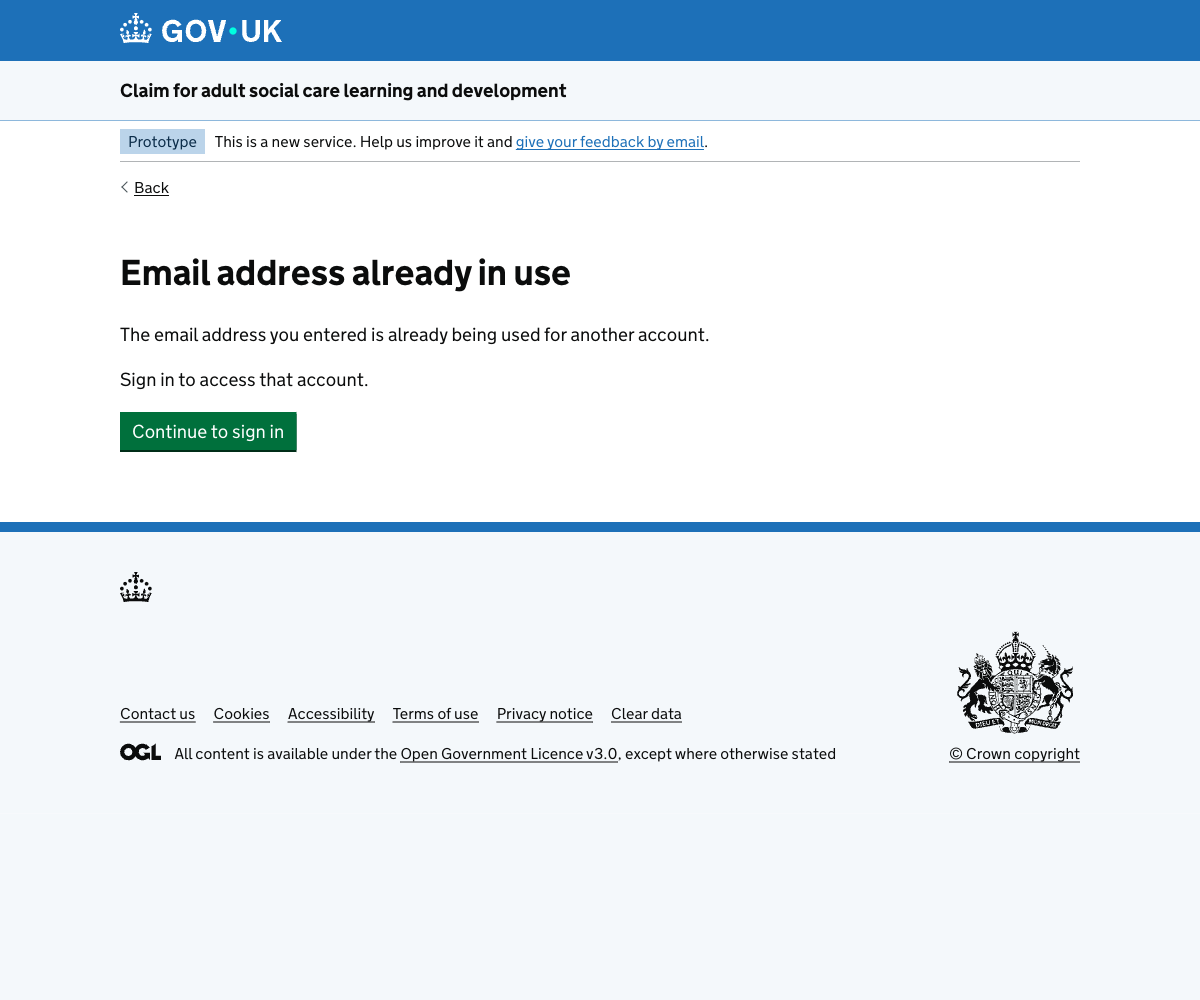 GOV•UK
Claim for adult social care learning and development
Prototype This is a new service. Help us improve it and give your feedback by email.
Back
Email address already in use
The email address you entered is already being used for another account.
Sign in to access that account.
Continue to sign in
Contact us Cookies Accessibility Terms of use Privacy notice Clear data
OGL All content is available under the Open Government Licence v3.0, except where otherwise stated
© Crown copyright